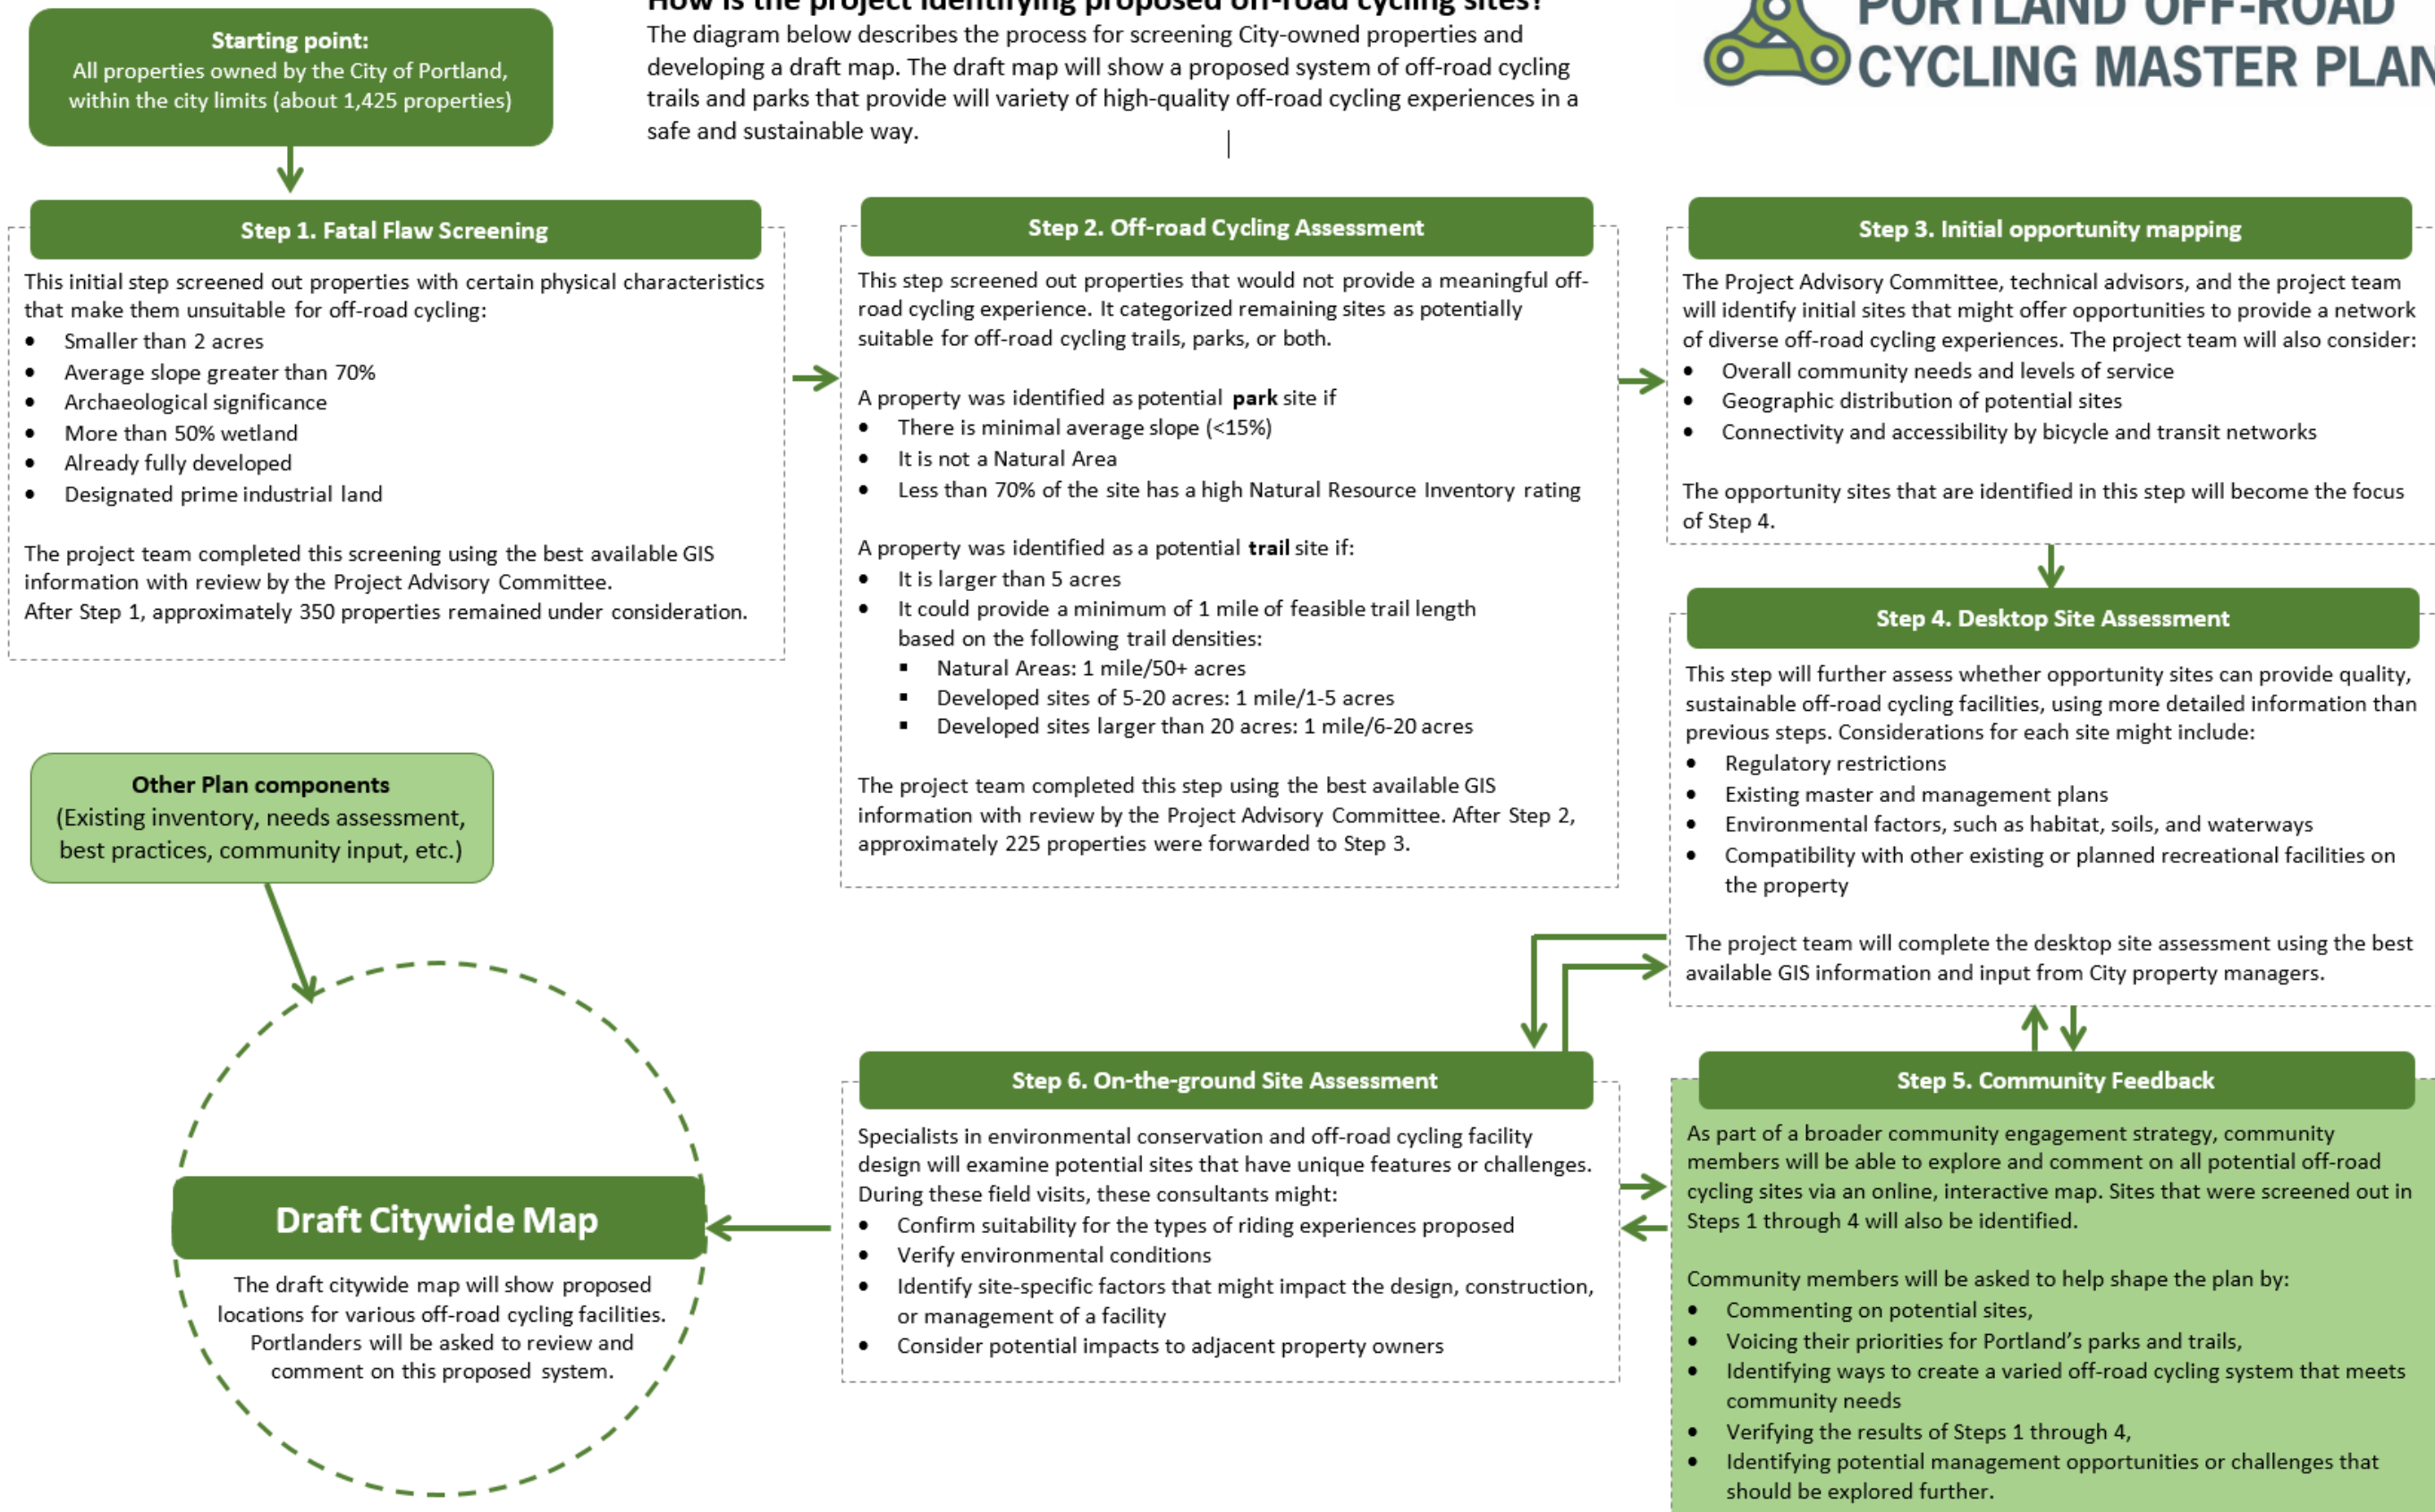 Starting point:
All properties owned by the City of Portland,
within the city limits (about 1,425 properties)
How is the project identifying proposed off-road cycling sites?
The diagram below describes the process for screening City-owned properties and
developing a draft map. The draft map will show a proposed system of off-road cycling
trails and parks that provide will variety of high-quality off-road cycling experiences in a
safe and sustainable way.
PORTLAND OFF-ROAD
CYCLING MASTER PLAN
Step 1. Fatal Flaw Screening
This initial step screened out properties with certain physical characteristics
that make them unsuitable for off-road cycling:
• Smaller than 2 acres
• Average slope greater than 70%
• Archaeological significance
• More than 50% wetland
• Already fully developed
• Designated prime industrial land
The project team completed this screening using the best available GIS
information with review by the Project Advisory Committee.
After Step 1, approximately 350 properties remained under consideration.
Step 2. Off-road Cycling Assessment
This step screened out properties that would not provide a meaningful off-
road cycling experience. It categorized remaining sites as potentially
suitable for off-road cycling trails, parks, or both.
A property was identified as potential park site if
• There is minimal average slope (<15%)
• It is not a Natural Area
• Less than 70% of the site has a high Natural Resource Inventory rating
A property was identified as a potential trail site if:
• It is larger than 5 acres
• It could provide a minimum of 1 mile of feasible trail length
based on the following trail densities:
▪ Natural Areas: 1 mile/50+ acres
▪ Developed sites of 5-20 acres: 1 mile/1-5 acres
▪ Developed sites larger than 20 acres: 1 mile/6-20 acres
The project team completed this step using the best available GIS
information with review by the Project Advisory Committee. After Step 2,
approximately 225 properties were forwarded to Step 3.
Step 3. Initial opportunity mapping
The Project Advisory Committee, technical advisors, and the project team
will identify initial sites that might offer opportunities to provide a network
of diverse off-road cycling experiences. The project team will also consider:
• Overall community needs and levels of service
• Geographic distribution of potential sites
• Connectivity and accessibility by bicycle and transit networks
The opportunity sites that are identified in this step will become the focus
of Step 4.
Step 4. Desktop Site Assessment
This step will further assess whether opportunity sites can provide quality,
sustainable off-road cycling facilities, using more detailed information than
previous steps. Considerations for each site might include:
• Regulatory restrictions
• Existing master and management plans
• Environmental factors, such as habitat, soils, and waterways
• Compatibility with other existing or planned recreational facilities on
the property
The project team will complete the desktop site assessment using the best
available GIS information and input from City property managers.
Step 5. Community Feedback
As part of a broader community engagement strategy, community
members will be able to explore and comment on all potential off-road
cycling sites via an online, interactive map. Sites that were screened out in
Steps 1 through 4 will also be identified.
Community members will be asked to help shape the plan by:
• Commenting on potential sites,
• Voicing their priorities for Portland's parks and trails,
• Identifying ways to create a varied off-road cycling system that meets
community needs
• Verifying the results of Steps 1 through 4,
• Identifying potential management opportunities or challenges that
should be explored further.
Step 6. On-the-ground Site Assessment
Specialists in environmental conservation and off-road cycling facility
design will examine potential sites that have unique features or challenges.
During these field visits, these consultants might:
• Confirm suitability for the types of riding experiences proposed
• Verify environmental conditions
• Identify site-specific factors that might impact the design, construction,
or management of a facility
• Consider potential impacts to adjacent property owners
Other Plan components
(Existing inventory, needs assessment,
best practices, community input, etc.)
Draft Citywide Map
The draft citywide map will show proposed
locations for various off-road cycling facilities.
Portlanders will be asked to review and
comment on this proposed system.